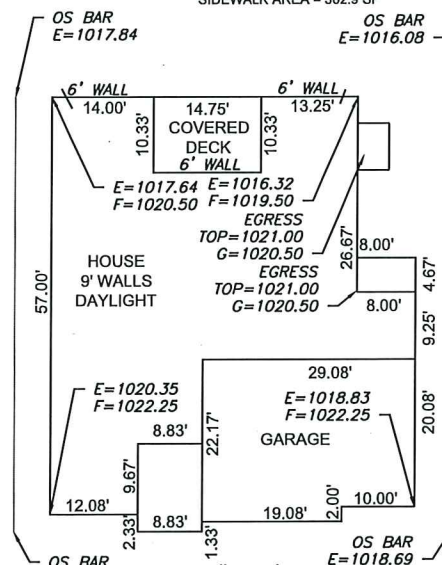 SIDEWALK AREA = 302.9 SF
OS BAR
E=1017.84
OS BAR
E=1016.08
6' WALL
6' WALL
14.00'
14.75'
13.25'
10.33'
COVERED
DECK
10.33'
6' WALL
E=1017.64
F=1020.50
E=1016.32
F=1019.50
EGRESS
TOP=1021.00
G=1020.50
26.67'
8.00'
EGRESS
TOP=1021.00
G=1020.50
4.67'
8.00'
57.00'
HOUSE
9' WALLS
DAYLIGHT
9.25'
29.08'
E=1020.35
F=1022.25
E=1018.83
F=1022.25
20.08'
8.83'
22.17'
GARAGE
9.67'
12.08'
2.33'
8.83'
1.33'
19.08'
2.00'
10.00'
OS BAR
OS BAR
E=1018.69